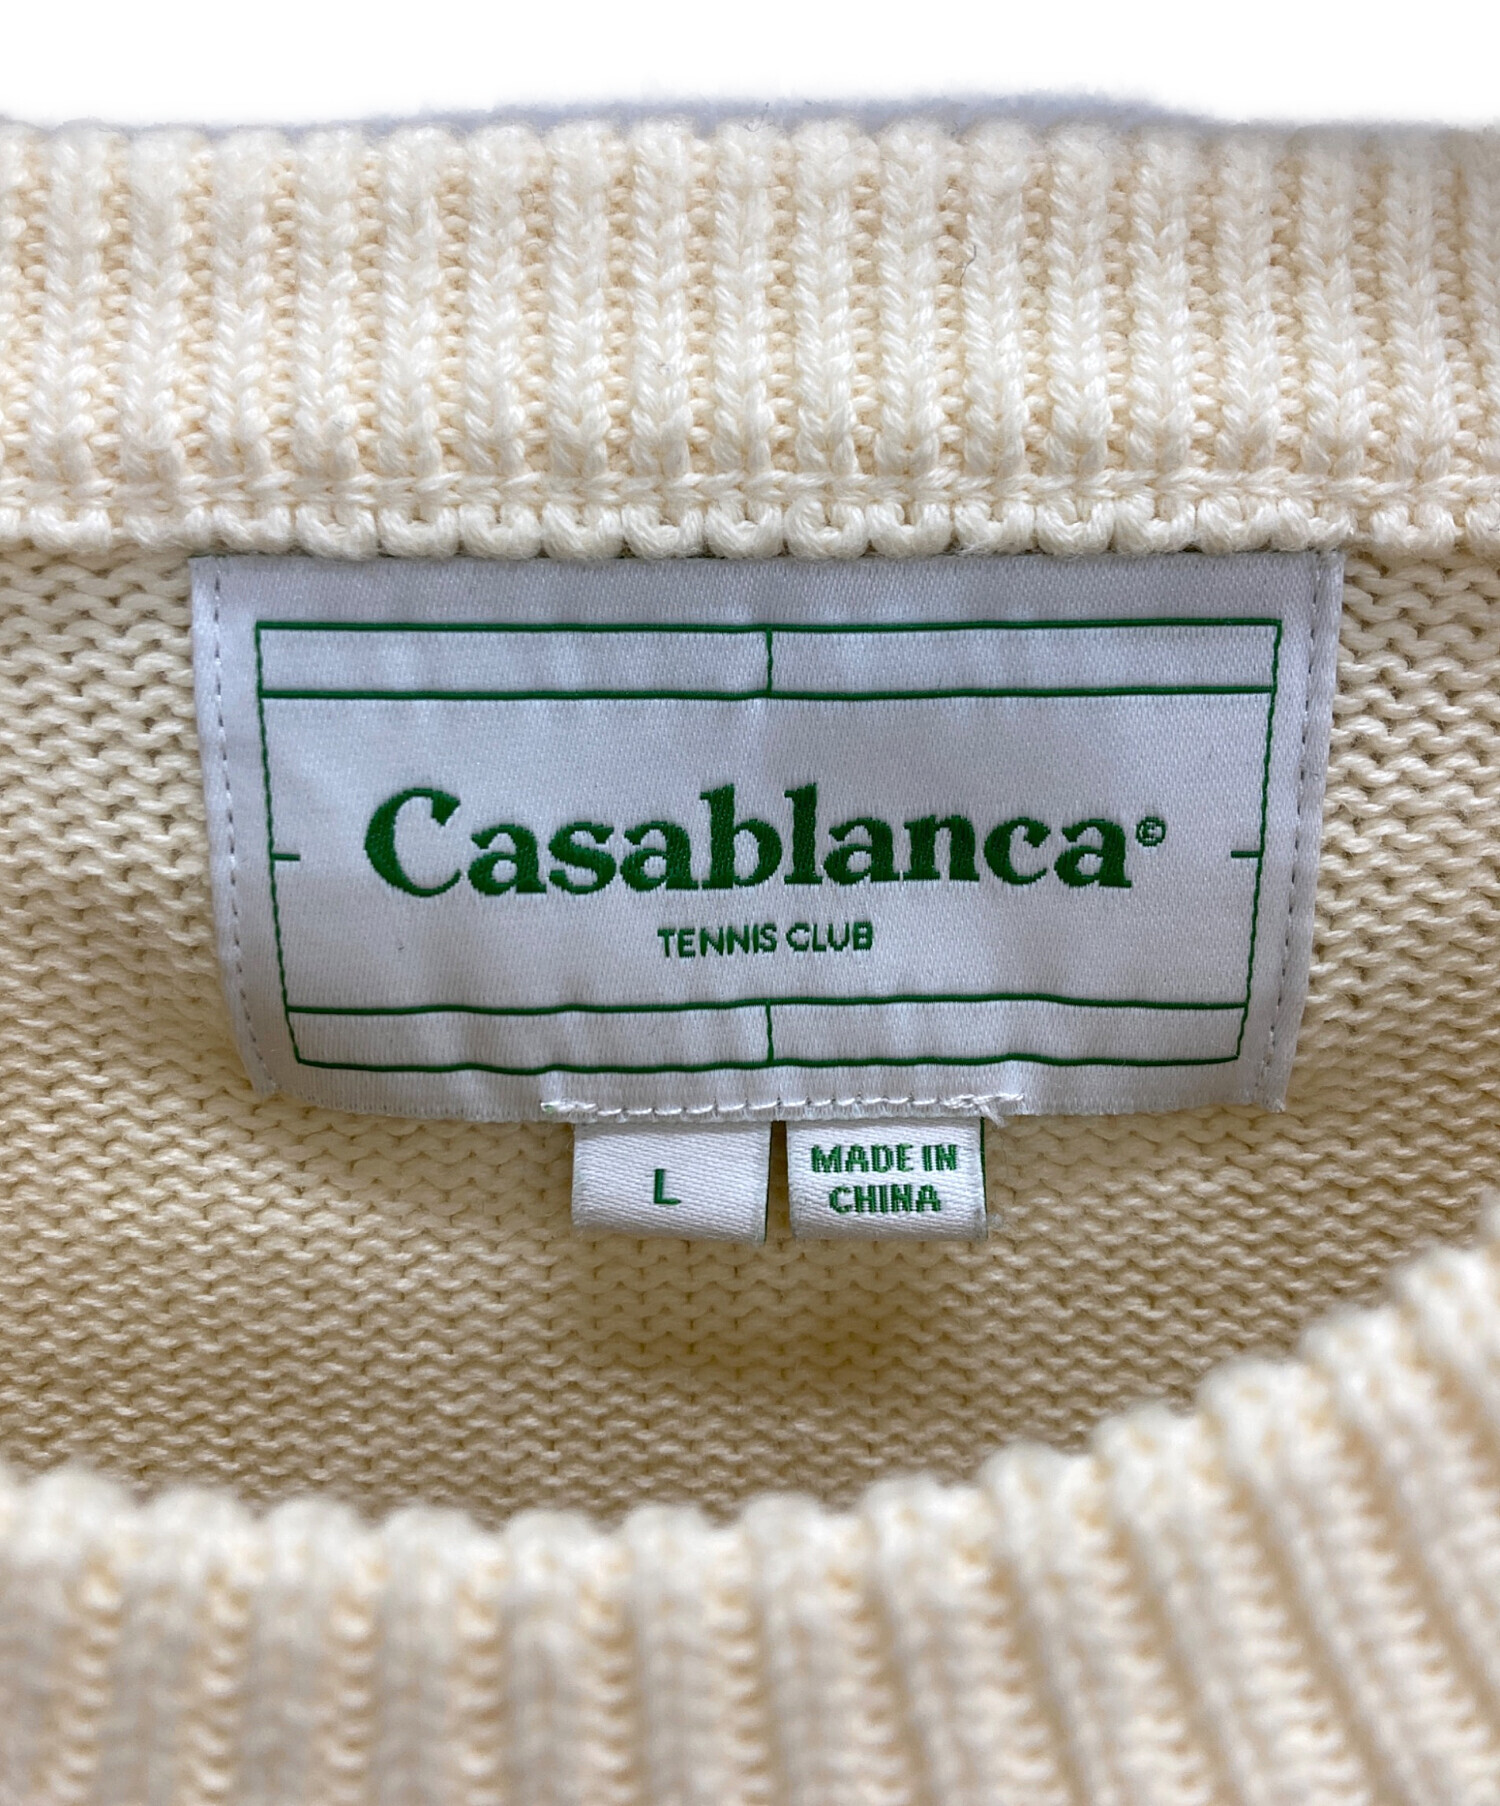 Casablanca©
TENNIS CLUB
L
MADE IN
CHINA